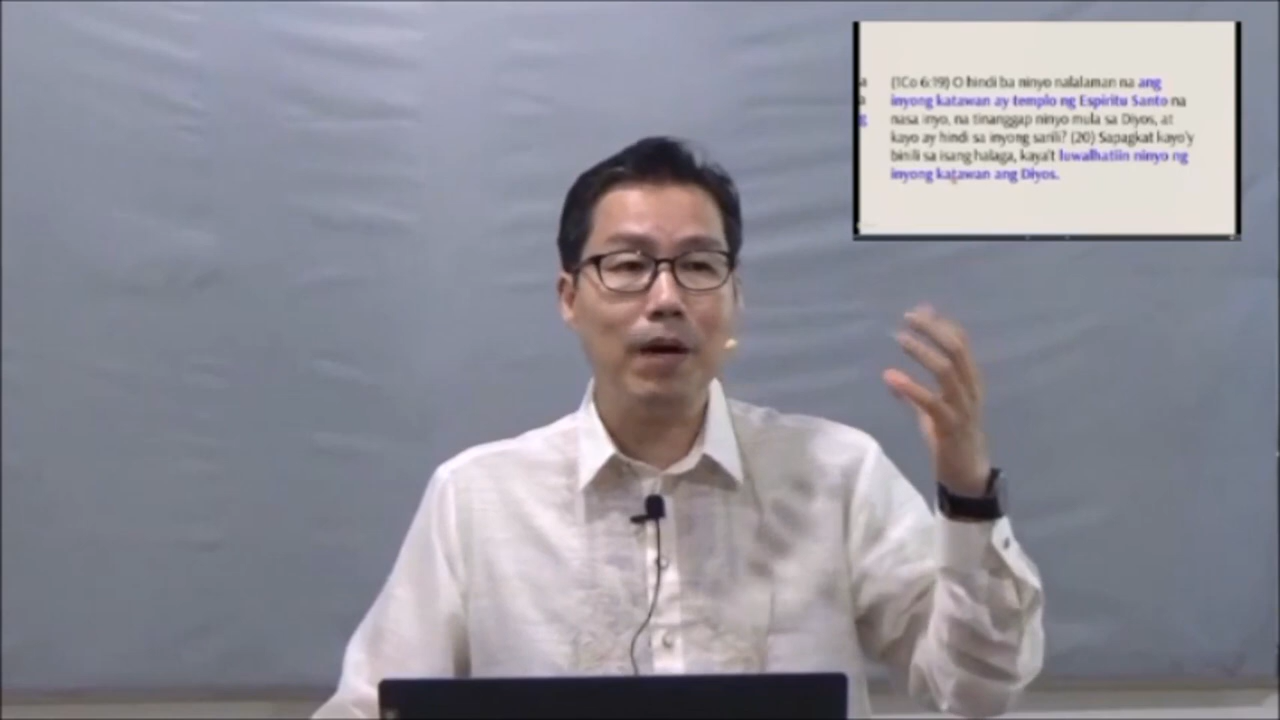 (1Co 6:19) O hindi ba ninyo nalalaman na ang
inyong katawan ay templo ng Espiritu Santo na
nasa inyo, na tinanggap ninyo mula sa Diyos, at
kayo ay hindi sa inyong sarili? (20) Sapagkat kayo'y
binili sa isang halaga, kaya't luwalhatiin ninyo ng
inyong katawan ang Diyos.